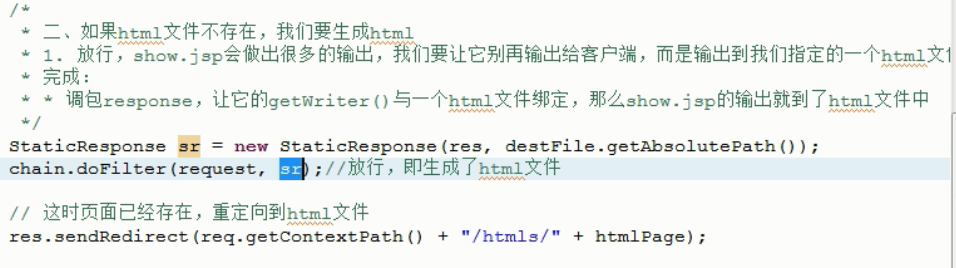 /*
* 二、如果html文件不存在，我们要生成html
* 1. 放行，show.jsp会做出很多的输出，我们要让它别再输出给客户端，而是输出到我们指定的一个html文
* 完成：
* * 调包response，让它的getWriter()与一个html文件绑定，那么show.jsp的输出就到了html文件中
*/
StaticResponse sr = new StaticResponse(res, destFile.getAbsolutePath());
chain.doFilter(request, sr);//放行，即生成了html文件
// 这时页面已经存在，重定向到html文件
res.sendRedirect(req.getContextPath() + "/htmls/" + htmlPage);